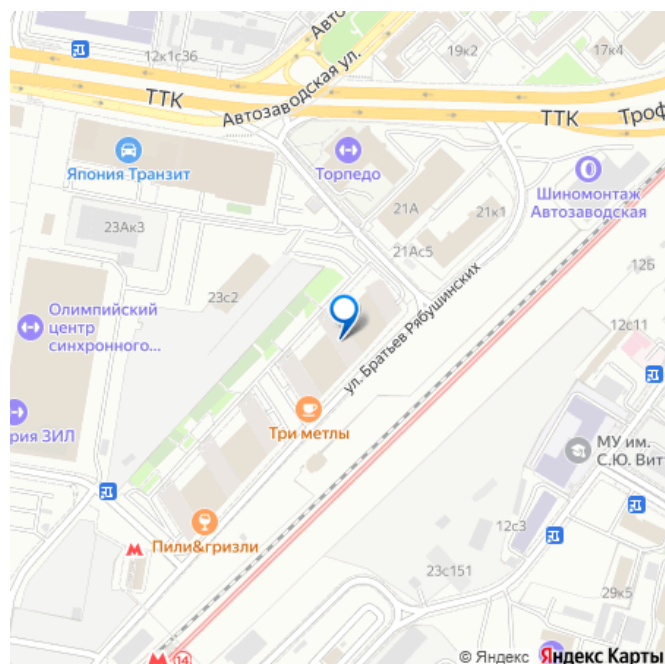 12к1с36
Автозаводская ул.
19к2
17к4
ТТК
ТТК
Япония Транзит
Торпедо
Шиномонтаж
Автозаводская
23Ак3
21А
21к1
21Ас5
12Б
23с2
Олимпийский
центр
синхронного...
ул. Братьев Рябушинских
12с11
рия ЗИЛ
Три метлы
МУ им.
С.Ю. Вит
Пили&гризли
12с3
23с151
29к5
14
© Яндекс Яндекс Карты